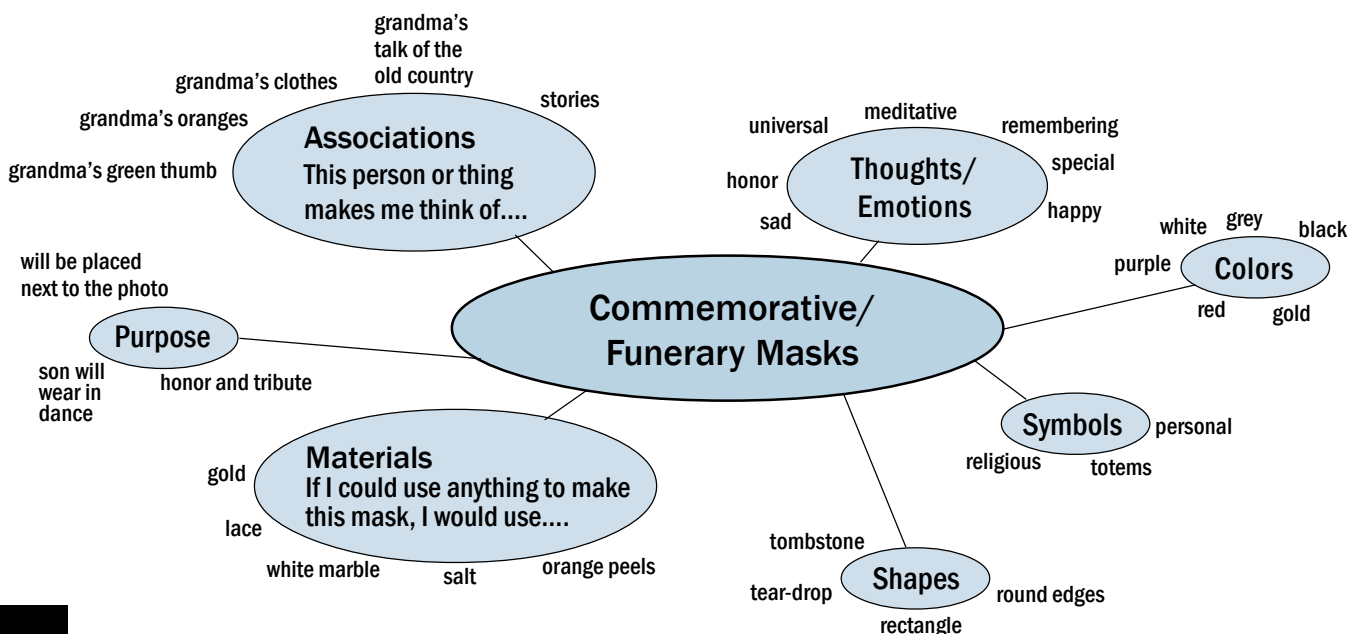 grandma’s
talk of the
old country
grandma’s clothes
stories
grandma’s oranges
grandma’s green thumb
Associations
This person or thing
makes me think of....
meditative
universal
remembering
special
honor
happy
sad
Thoughts/
Emotions
white
grey
black
purple
red
gold
Colors
will be placed
next to the photo
Purpose
son will
wear in
dance
honor and tribute
Commemorative/
Funerary Masks
Symbols
personal
religious
totems
Materials
If I could use anything to make
this mask, I would use....
gold
lace
white marble
salt
orange peels
tombstone
Shapes
tear-drop
round edges
rectangle